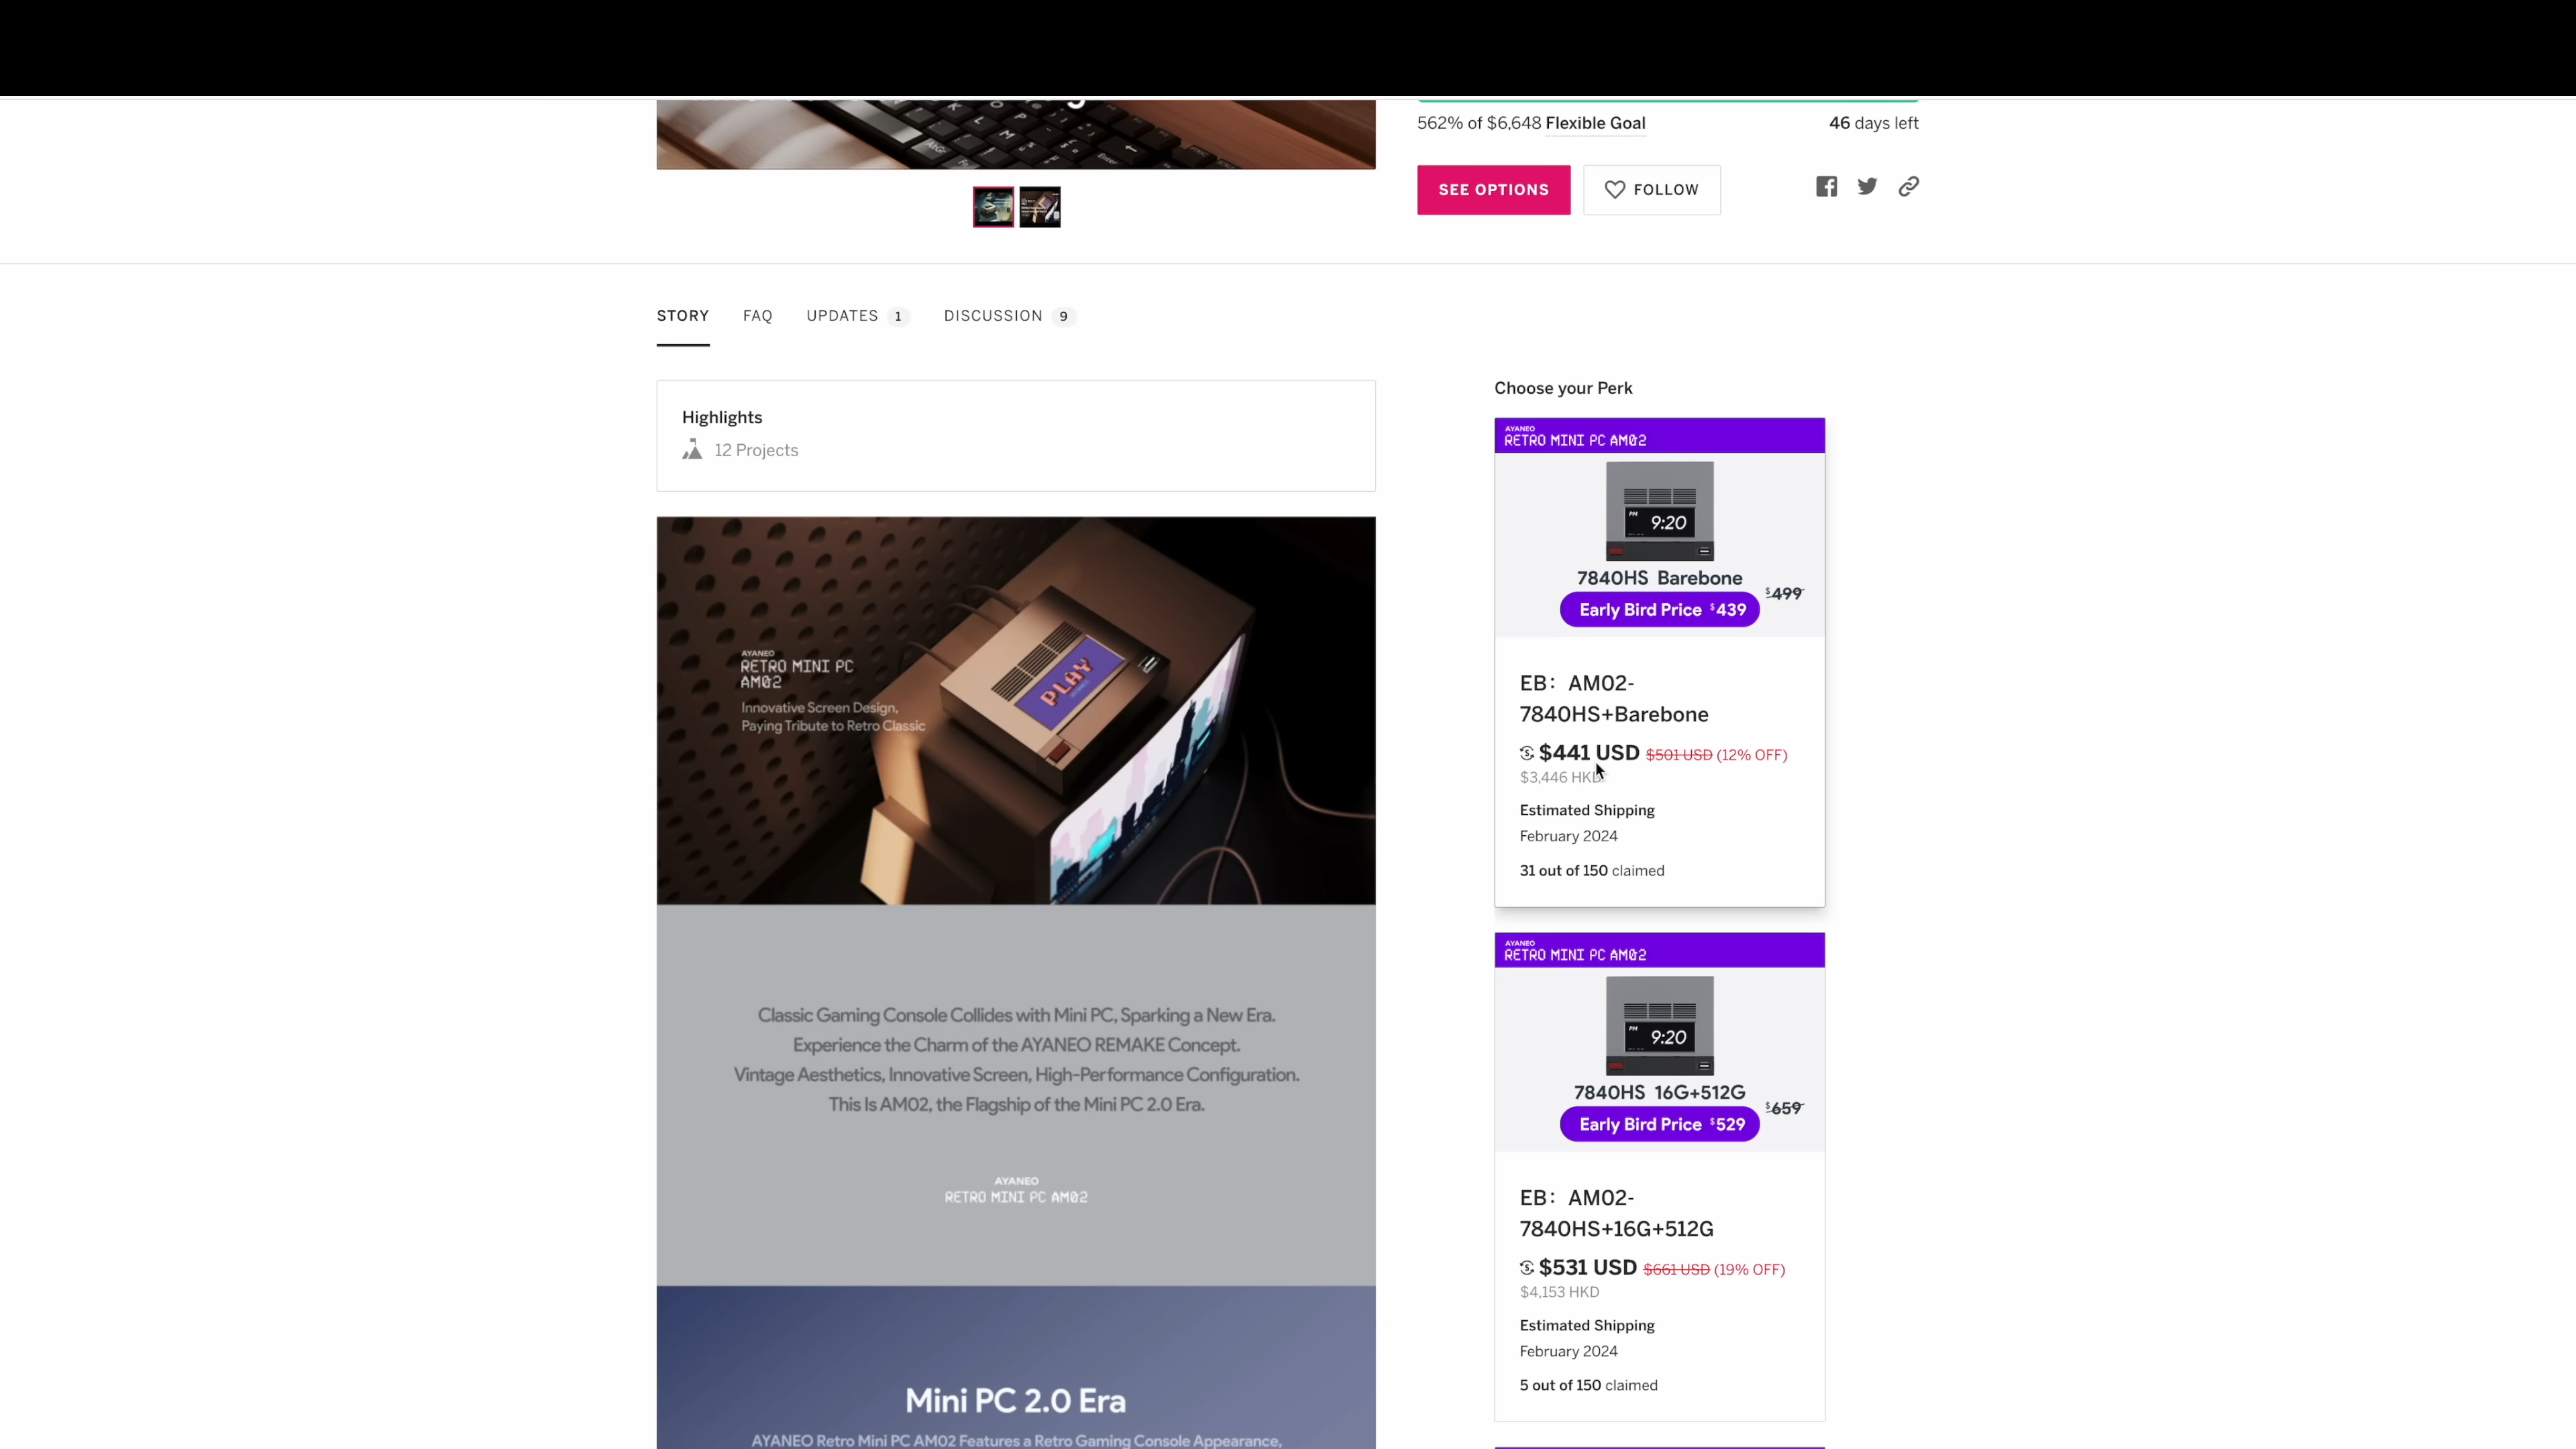 562% of $6,648 Flexible Goal
46 days left
SEE OPTIONS
FOLLOW
STORY
FAQ
UPDATES 1
DISCUSSION 9
Highlights
12 Projects
AYANEO
RETRO MINI PC
AM02
Innovative Screen Design,
Paying Tribute to Retro Classic
PLAY
Classic Gaming Console Collides with Mini PC, Sparking a New Era.
Experience the Charm of the AYANEO REMAKE Concept.
Vintage Aesthetics, Innovative Screen, High-Performance Configuration.
This Is AM02, the Flagship of the Mini PC 2.0 Era.
AYANEO
RETRO MINI PC AM02
Mini PC 2.0 Era
AYANEO Retro Mini PC AM02 Features a Retro Gaming Console Appearance,
Choose your Perk
AYANEO
RETRO MINI PC AM02
PM 9:20
7840HS Barebone
$499
Early Bird Price $439
EB： AM02-
7840HS+Barebone
$441 USD $501 USD (12% OFF)
$3,446 HKD
Estimated Shipping
February 2024
31 out of 150 claimed
AYANEO
RETRO MINI PC AM02
PM 9:20
7840HS 16G+512G
$659
Early Bird Price $529
EB： AM02-
7840HS+16G+512G
$531 USD $661 USD (19% OFF)
$4,153 HKD
Estimated Shipping
February 2024
5 out of 150 claimed